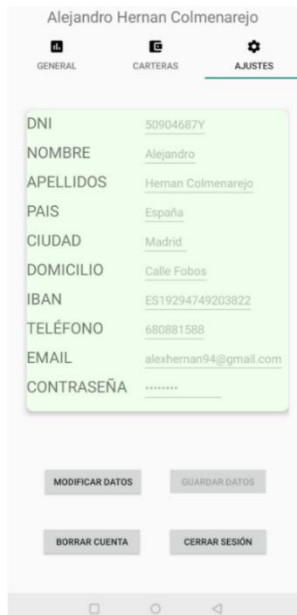 Alejandro Hernan Colmenarejo
GENERAL CARTERAS AJUSTES
DNI 50904687Y
NOMBRE Alejandro
APELLIDOS Hernan Colmenarejo
PAIS España
CIUDAD Madrid
DOMICILIO Calle Fobos
IBAN ES19294749203822
TELÉFONO 680881588
EMAIL alexhernan94@gmail.com
CONTRASEÑA ········
MODIFICAR DATOS GUARDAR DATOS
BORRAR CUENTA CERRAR SESIÓN